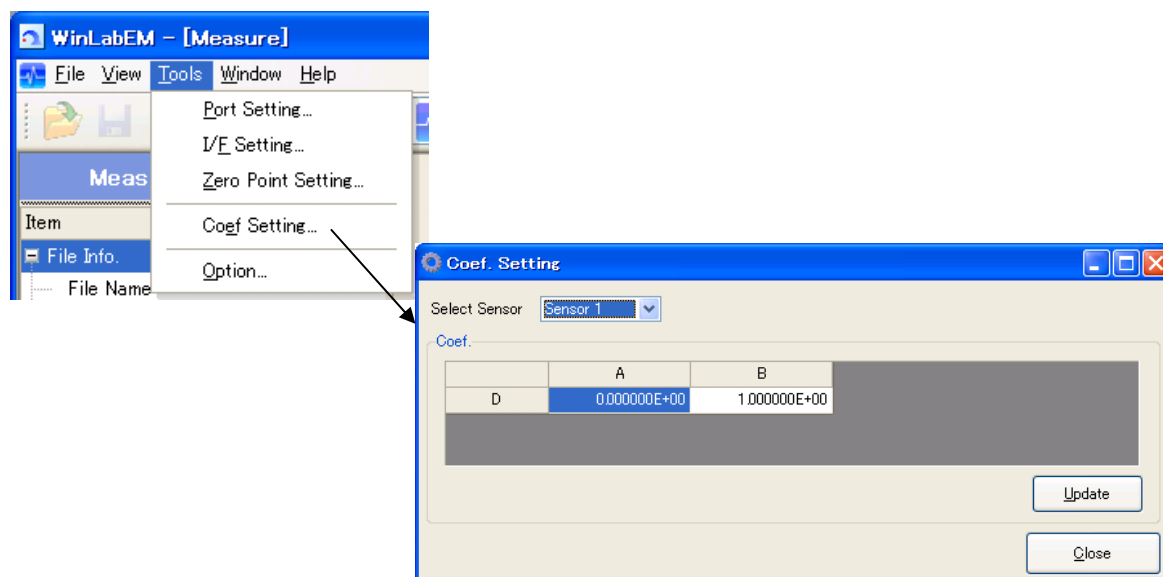 WinLabEM - [Measure]
File View Tools Window Help
Port Setting...
I/F Setting...
Zero Point Setting...
Coef Setting...
Option...
Meas
Item
File Info.
File Name
Coef. Setting
Select Sensor Sensor 1
Coef.
A B
D 0.000000E+00 1.000000E+00
Update
Close